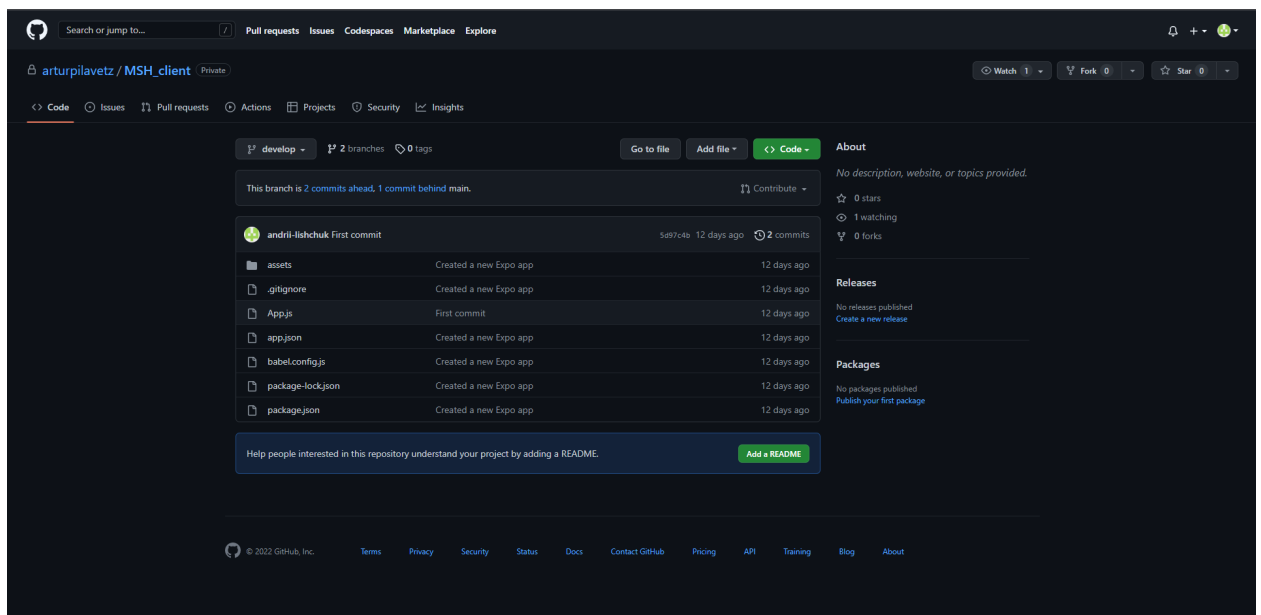 Search or jump to... / Pull requests Issues Codespaces Marketplace Explore
arturpilavetz / MSH_client Private Watch 1 Fork 0 Star 0
Code Issues Pull requests Actions Projects Security Insights
develop 2 branches 0 tags Go to file Add file Code
This branch is 2 commits ahead, 1 commit behind main. Contribute
andrii-lishchuk First commit 5d97c4b 12 days ago 2 commits
assets Created a new Expo app 12 days ago
.gitignore Created a new Expo app 12 days ago
App.js First commit 12 days ago
app.json Created a new Expo app 12 days ago
babel.config.js Created a new Expo app 12 days ago
package-lock.json Created a new Expo app 12 days ago
package.json Created a new Expo app 12 days ago
Help people interested in this repository understand your project by adding a README. Add a README
About
No description, website, or topics provided.
0 stars
1 watching
0 forks
Releases
No releases published
Create a new release
Packages
No packages published
Publish your first package
© 2022 GitHub, Inc. Terms Privacy Security Status Docs Contact GitHub Pricing API Training Blog About